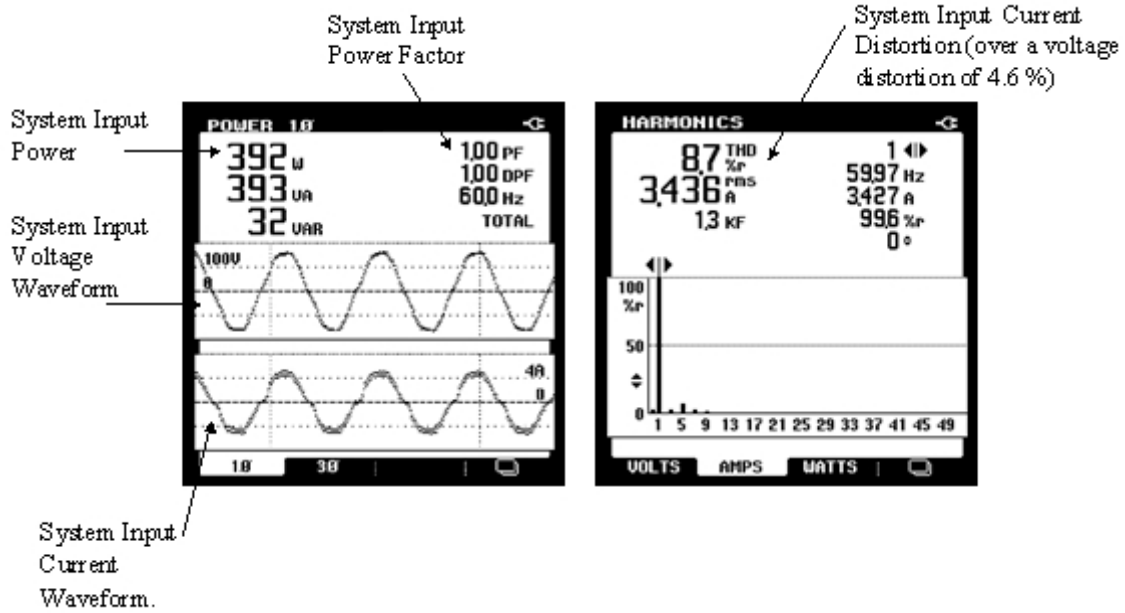 System Input
Power Factor
System Input Current
Distortion (over a voltage
distortion of 4.6 %)
System Input
Power
System Input
Voltage
Waveform
POWER 1Ø
392 W
393 VA
32 VAR
1,00 PF
1,00 DPF
60,0 Hz
TOTAL
100V
0
4A
0
1Ø
3Ø
System Input
Current
Waveform.
HARMONICS
8,7 THD
%r
3,436 rms
A
1,3 KF
1
59,97 Hz
3,427 A
99,6 %r
0 °
100
%r
50
0
1 5 9 13 17 21 25 29 33 37 41 45 49
VOLTS AMPS WATTS